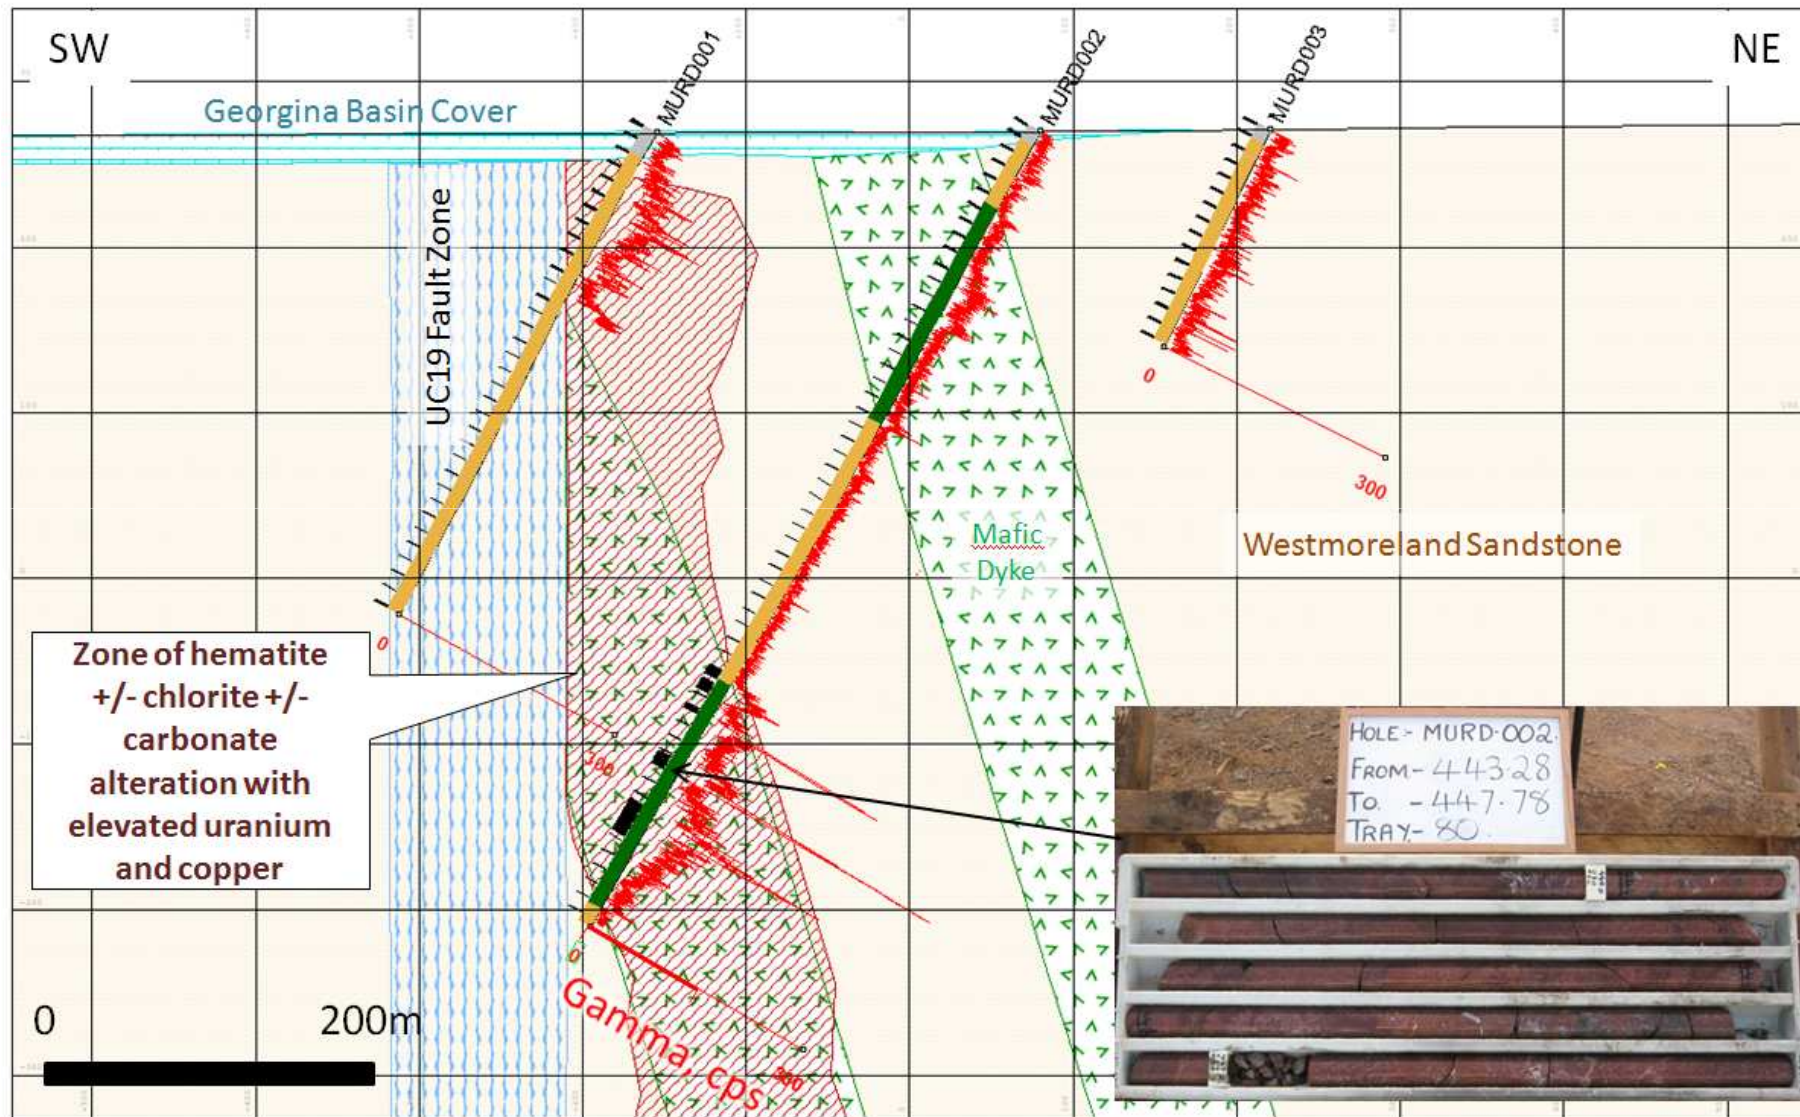 SW
NE
MURD001
MURD002
MURD003
Georgina Basin Cover
UC19 Fault Zone
0
300
Mafic
Dyke
Westmoreland Sandstone
0
300
Zone of hematite
+/- chlorite +/-
carbonate
alteration with
elevated uranium
and copper
HOLE:- MURD-002.
FROM.- 443.28
TO. - 447.78
TRAY.- 80.
0
300
Gamma, cps
0
200m